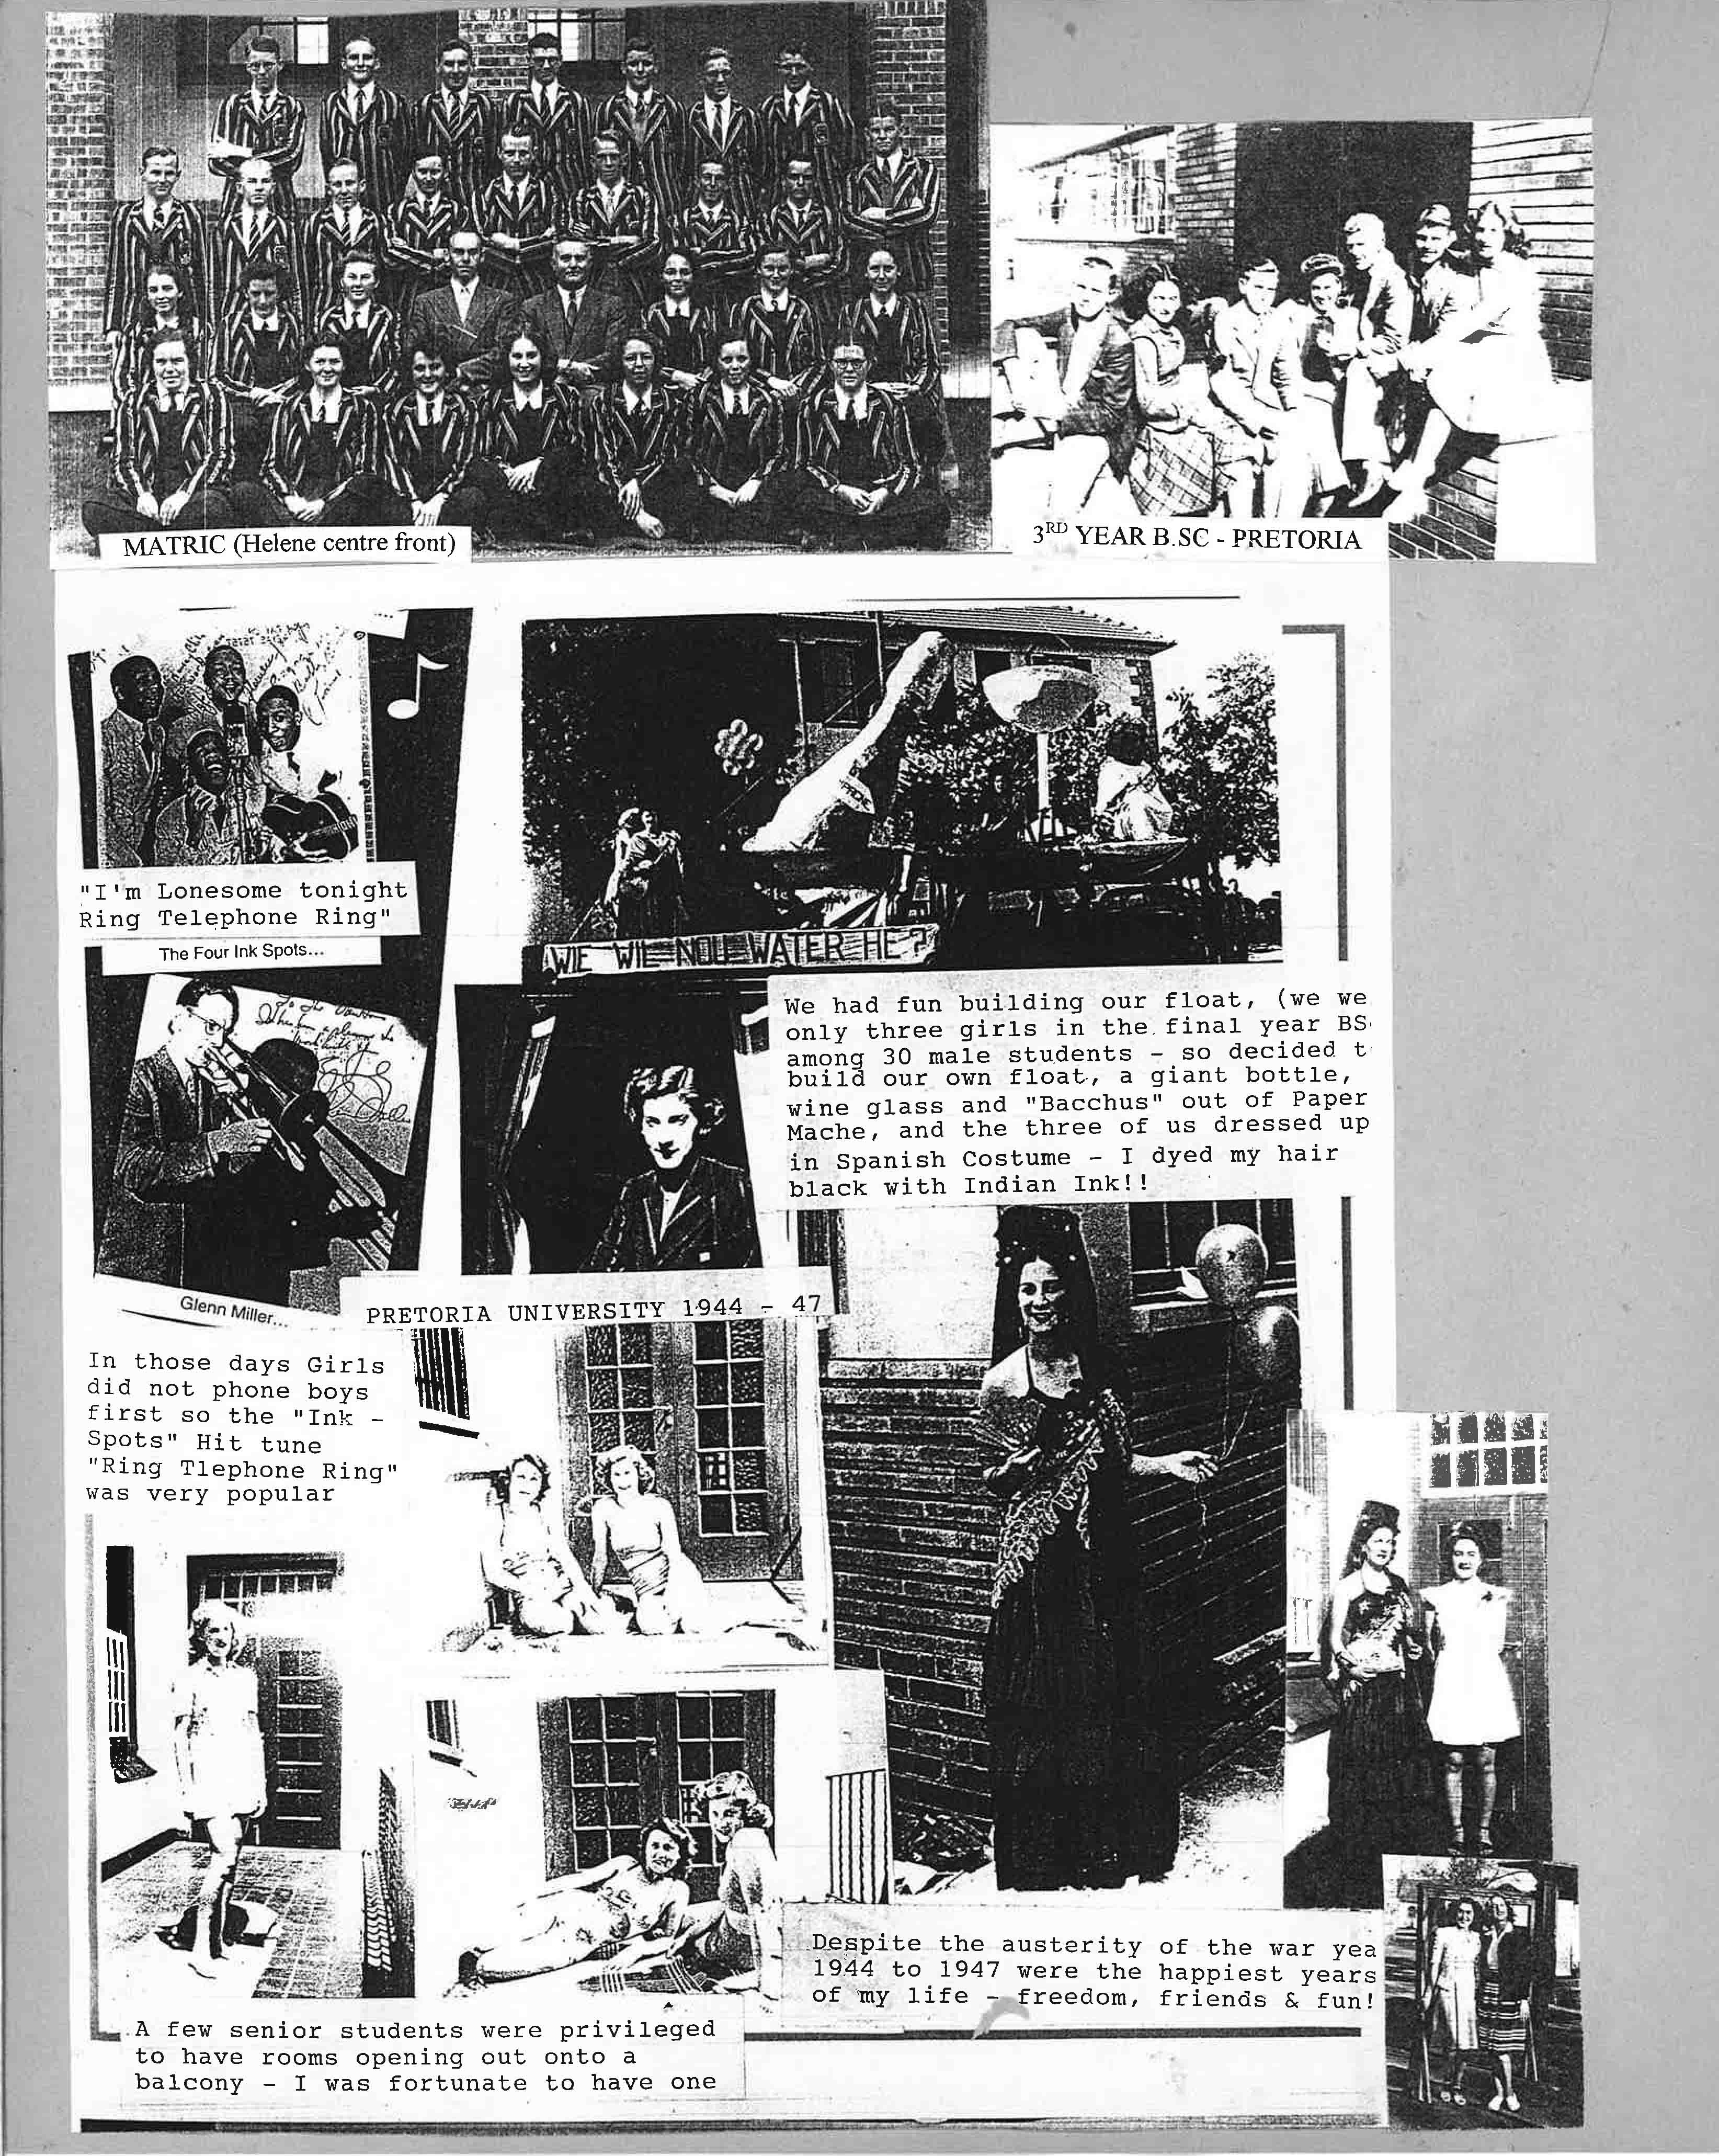 MATRIC (Helene centre front)
3RD YEAR B.SC - PRETORIA
"I'm Lonesome tonight
Ring Telephone Ring"
The Four Ink Spots...
WIE WIL NOU WATER HE?
We had fun building our float, (we we
only three girls in the final year BS
among 30 male students - so decided t
build our own float, a giant bottle,
wine glass and "Bacchus" out of Paper
Mache, and the three of us dressed up
in Spanish Costume - I dyed my hair
black with Indian Ink!!
Glenn Miller...
PRETORIA UNIVERSITY 1944 - 47
In those days Girls
did not phone boys
first so the "Ink -
Spots" Hit tune
"Ring Tlephone Ring"
was very popular
Despite the austerity of the war yea
1944 to 1947 were the happiest years
of my life - freedom, friends & fun!
A few senior students were privileged
to have rooms opening out onto a
balcony - I was fortunate to have one